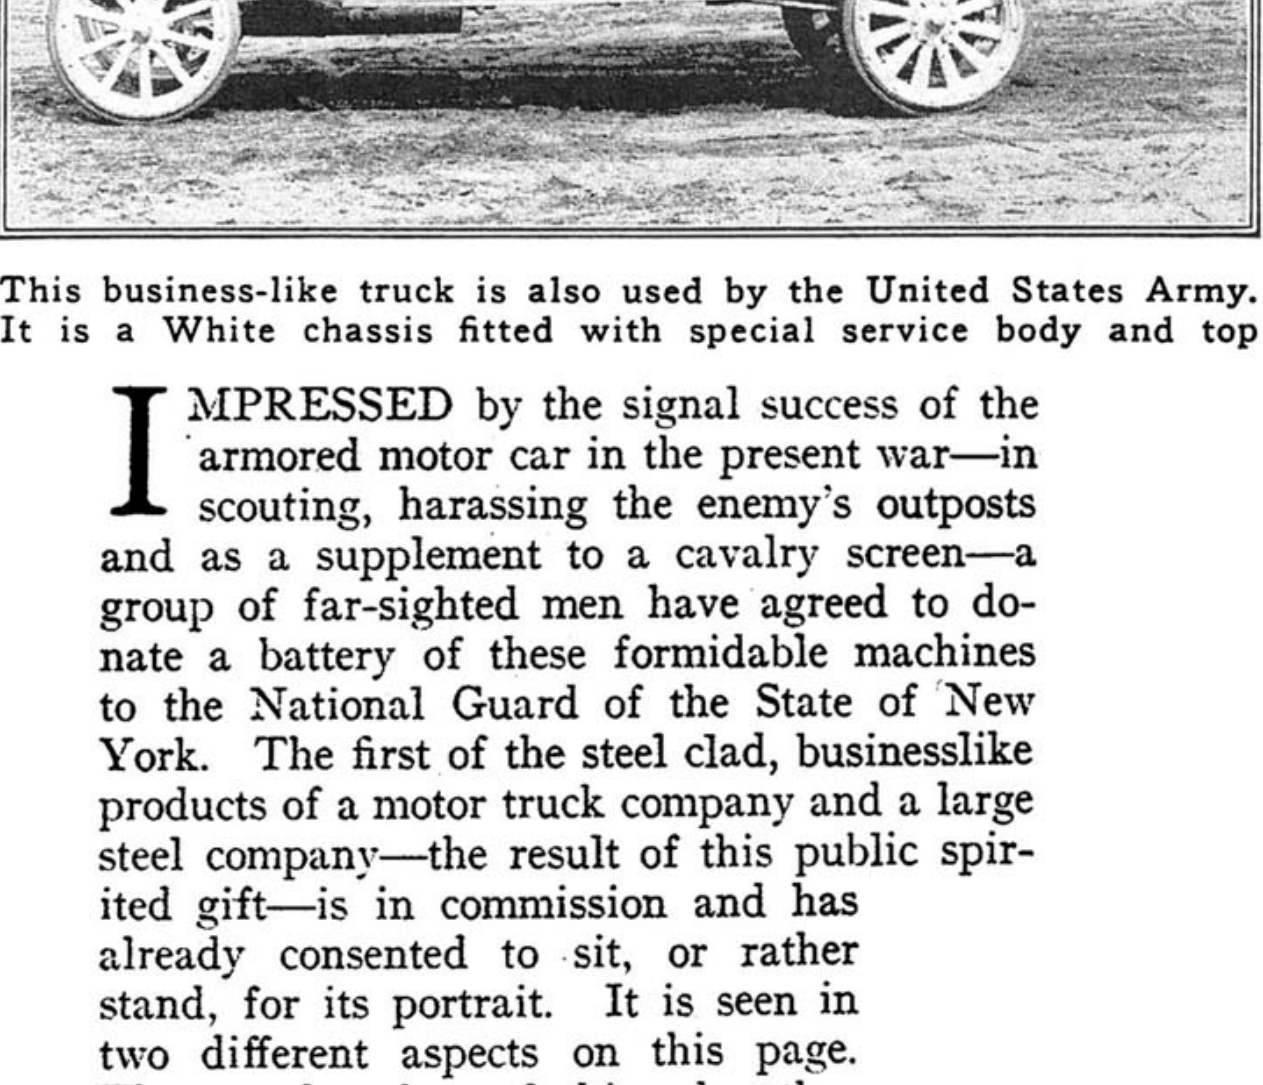 This business-like truck is also used by the United States Army.
It is a White chassis fitted with special service body and top
IMPRESSED by the signal success of the
armored motor car in the present war—in
scouting, harassing the enemy's outposts
and as a supplement to a cavalry screen—a
group of far-sighted men have agreed to do-
nate a battery of these formidable machines
to the National Guard of the State of New
York. The first of the steel clad, businesslike
products of a motor truck company and a large
steel company—the result of this public spir-
ited gift—is in commission and has
already consented to sit, or rather
stand, for its portrait. It is seen in
two different aspects on this page.